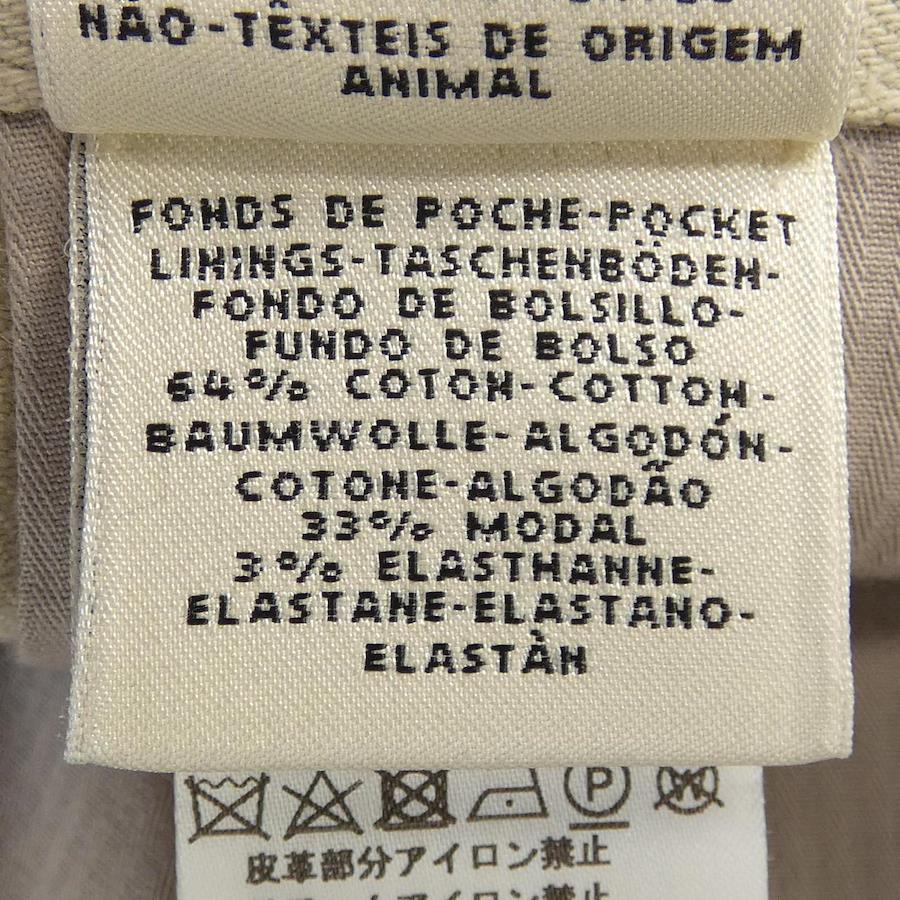 NÃO-TÊXTEIS DE ORIGEM
ANIMAL
FONDS DE POCHE-POCKET
LININGS-TASCHENBÖDEN-
FONDO DE BOLSILLO-
FUNDO DE BOLSO
64% COTON-COTTON-
BAUMWOLLE-ALGODÓN-
COTONE-ALGODÃO
33% MODAL
3% ELASTHANNE-
ELASTANE-ELASTANO-
ELASTÀN
P
W
皮革部分アイロン禁止